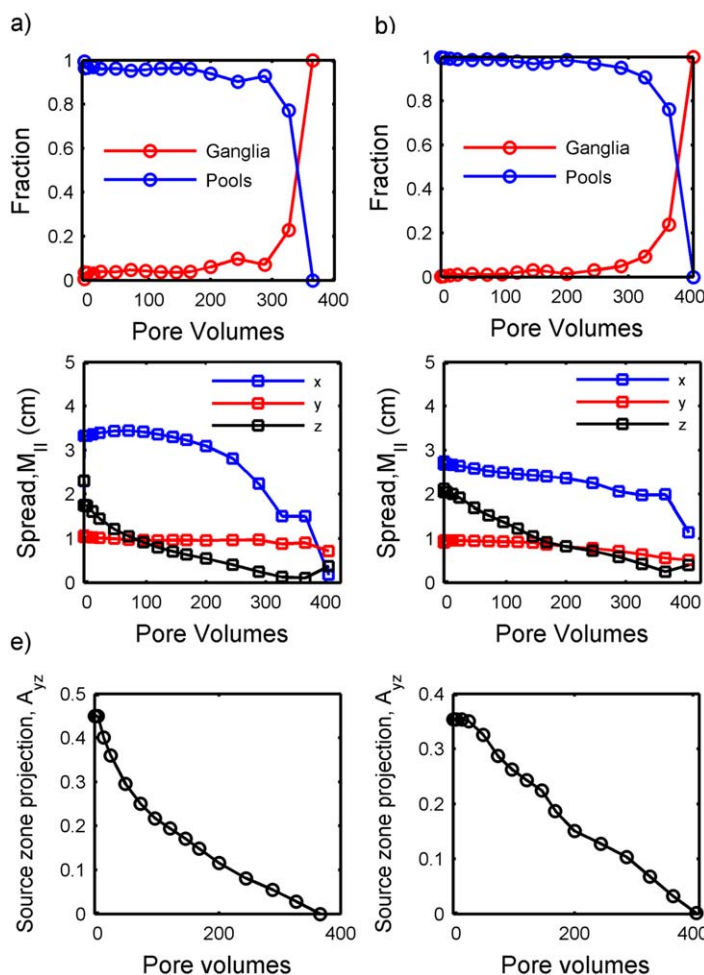 a)
b)
1
0.8
0.6
0.4
0.2
0
Fraction
Ganglia
Pools
0 100 200 300 400
Pore Volumes
1
0.8
0.6
0.4
0.2
0
Fraction
Ganglia
Pools
0 100 200 300 400
Pore Volumes
5
4
3
2
1
0
Spread,M_II (cm)
x
y
z
0 100 200 300 400
Pore Volumes
5
4
3
2
1
0
Spread,M_II (cm)
x
y
z
0 100 200 300 400
Pore Volumes
e)
0.5
0.4
0.3
0.2
0.1
0
Source zone projection, A_yz
0 200 400
Pore volumes
0.4
0.3
0.2
0.1
0
Source zone projection, A_yz
0 200 400
Pore volumes